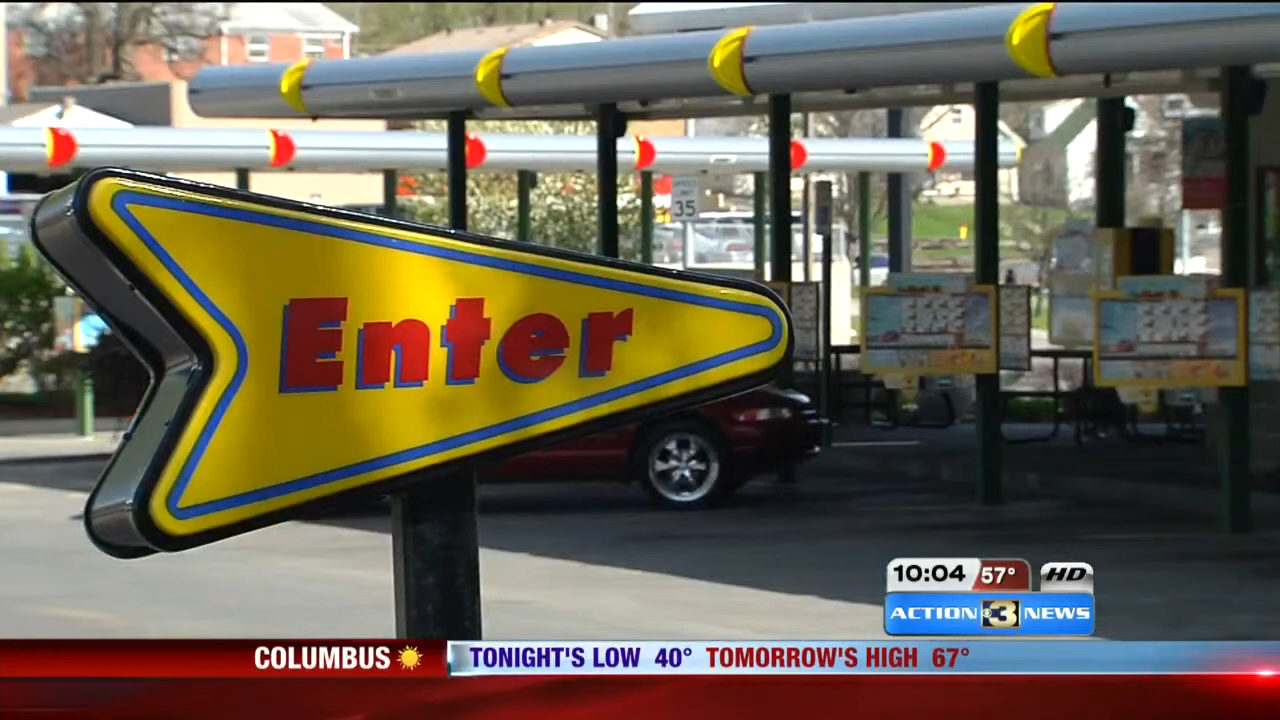 35
Enter
10:04 57° HD
ACTION 3 NEWS
COLUMBUS TONIGHT'S LOW 40° TOMORROW'S HIGH 67°